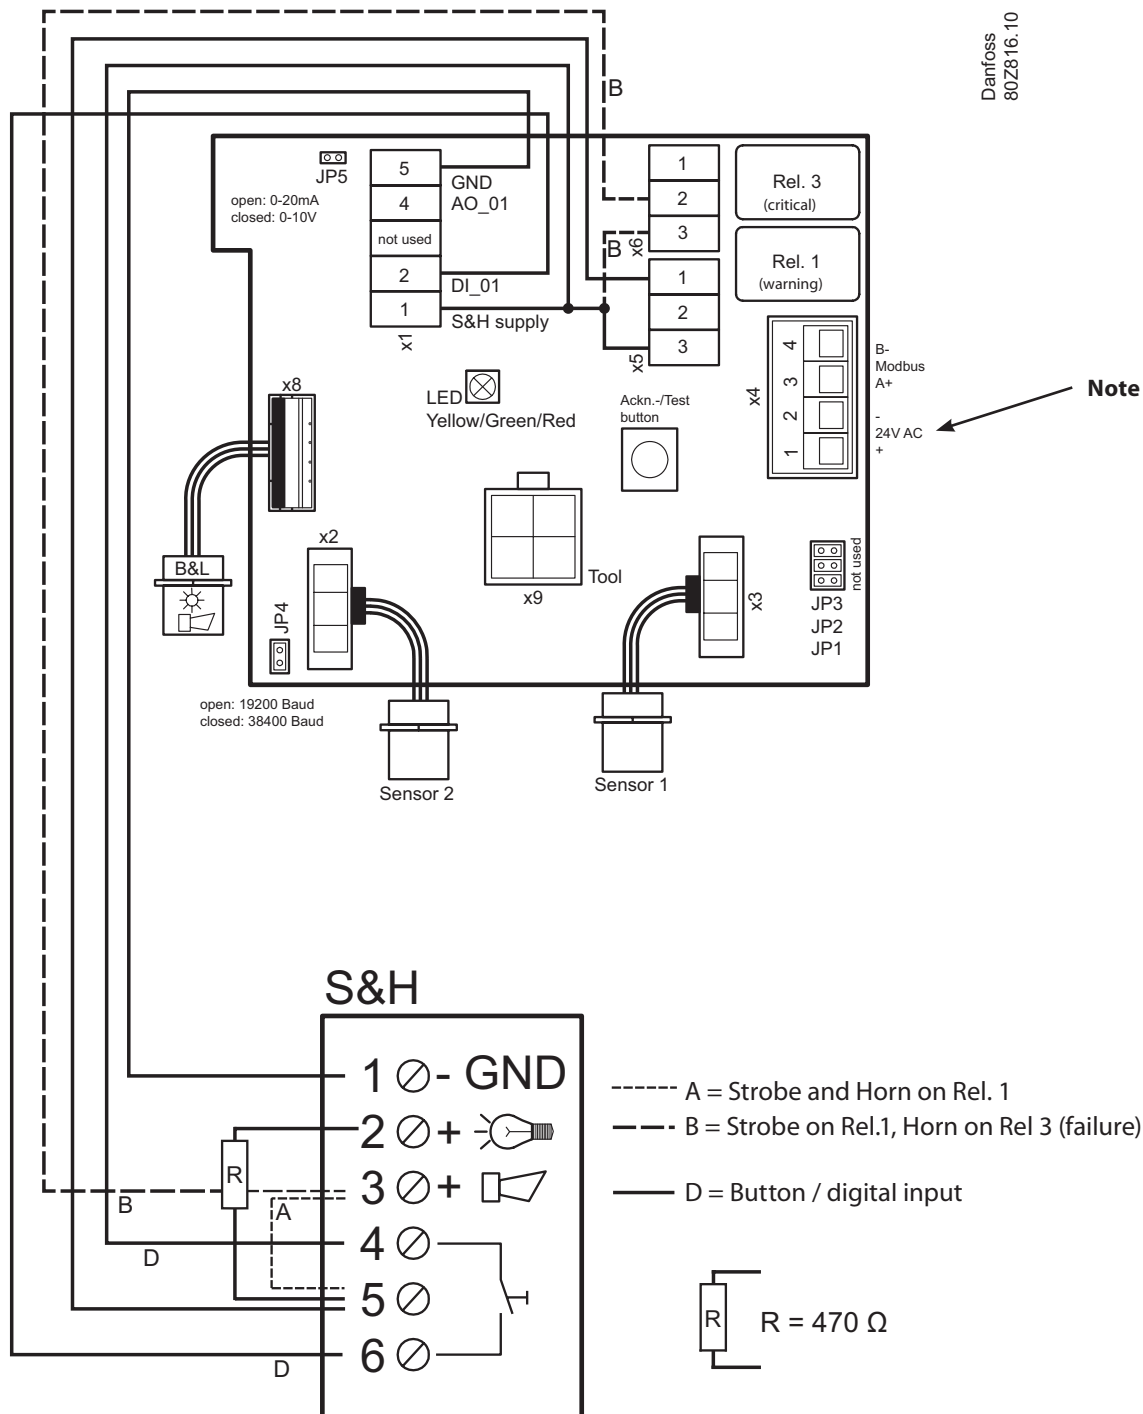 Danfoss
80Z816.10
B
JP5
open: 0-20mA
closed: 0-10V
5
GND
4
AO_01
not used
2
DI_01
1
S&H supply
x1
1
2
3
x6
B
Rel. 3
(critical)
1
2
3
x5
Rel. 1
(warning)
x4
4
3
2
1
B-
Modbus
A+
-
24V AC
+
Note
x8
LED
Yellow/Green/Red
Ackn.-/Test
button
B&L
x2
JP4
open: 19200 Baud
closed: 38400 Baud
Tool
x9
x3
not used
JP3
JP2
JP1
Sensor 2
Sensor 1
S&H
1 - GND
2 +
R
3 +
B
A
4
D
5
6
D
A = Strobe and Horn on Rel. 1
B = Strobe on Rel.1, Horn on Rel 3 (failure)
D = Button / digital input
R
R = 470 Ω